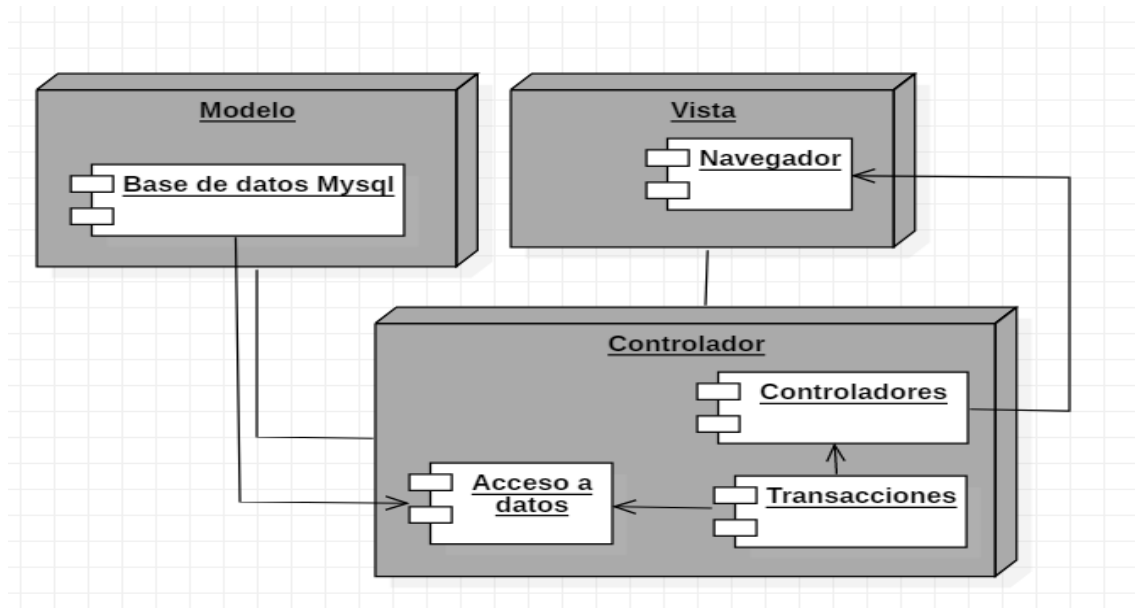 Modelo
Base de datos Mysql
Vista
Navegador
Controlador
Controladores
Acceso a
datos
Transacciones